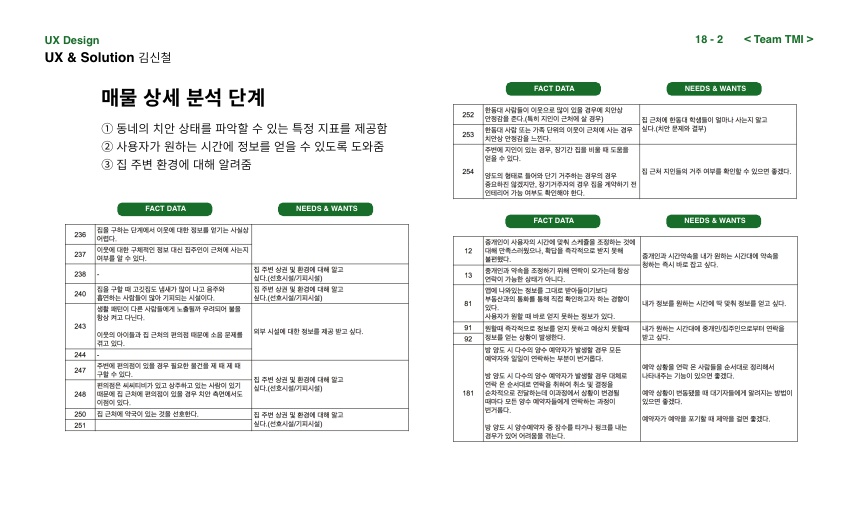 UX Design
UX & Solution 김신철
18 - 2 < Team TMI >
매물 상세 분석 단계
① 동네의 치안 상태를 파악할 수 있는 특정 지표를 제공함
② 사용자가 원하는 시간에 정보를 얻을 수 있도록 도와줌
③ 집 주변 환경에 대해 알려줌
FACT DATA
NEEDS & WANTS
236
집을 구하는 단계에서 이웃에 대한 정보를 얻기는 사실상
어렵다.
237
이웃에 대한 구체적인 정보 대신 집주인이 근처에 사는지
여부를 알 수 있다.
238
-
집 주변 상권 및 환경에 대해 알고
싶다.(선호시설/기피시설)
240
집을 구할 때 고깃집도 냄새가 많이 나고 음주와
흡연하는 사람들이 많아 기피되는 시설이다.
집 주변 상권 및 환경에 대해 알고
싶다.(선호시설/기피시설)
243
생활 패턴이 다른 사람들에게 노출될까 우려되어 불을
항상 켜고 다닌다.
이웃의 아이들과 집 근처의 편의점 때문에 소음 문제를
겪고 있다.
외부 시설에 대한 정보를 제공 받고 싶다.
244
-
247
주변에 편의점이 있을 경우 필요한 물건을 제 때 제 때
구할 수 있다.
248
편의점은 씨씨티비가 있고 상주하고 있는 사람이 있기
때문에 집 근처에 편의점이 있을 경우 치안 측면에서도
이점이 있다.
집 주변 상권 및 환경에 대해 알고
싶다.(선호시설/기피시설)
250
집 근처에 약국이 있는 것을 선호한다.
251
집 주변 상권 및 환경에 대해 알고
싶다.(선호시설/기피시설)
FACT DATA
NEEDS & WANTS
252
한동대 사람들이 이웃으로 많이 있을 경우에 치안상
안정감을 준다.(특히 지인이 근처에 살 경우)
253
한동대 사람 또는 가족 단위의 이웃이 근처에 사는 경우
치안상 안정감을 느낀다.
집 근처에 한동대 학생들이 얼마나 사는지 알고
싶다.(치안 문제와 결부)
254
주변에 지인이 있는 경우, 장기간 집을 비울 때 도움을
얻을 수 있다.
양도의 형태로 들어와 단기 거주하는 경우의 경우
중요하진 않겠지만, 장기거주자의 경우 집을 계약하기 전
인테리어 가능 여부도 확인해야 한다.
집 근처 지인들의 거주 여부를 확인할 수 있으면 좋겠다.
FACT DATA
NEEDS & WANTS
12
중개인이 사용자의 시간에 맞춰 스케쥴을 조정하는 것에
대해 만족스러웠으나, 확답을 즉각적으로 받지 못해
불편했다.
13
중개인과 약속을 조정하기 위해 연락이 오가는데 항상
연락이 가능한 상태가 아니다.
중개인과 시간약속을 내가 원하는 시간대에 약속을
정하는 즉시 바로 잡고 싶다.
81
앱에 나와있는 정보를 그대로 받아들이기보다
부동산과의 통화를 통해 직접 확인하고자 하는 경향이
있다.
사용자가 원할 때 바로 얻지 못하는 정보가 있다.
내가 정보를 원하는 시간에 딱 맞춰 정보를 얻고 싶다.
91
92
원할때 즉각적으로 정보를 얻지 못하고 예상치 못할때
정보를 얻는 상황이 발생한다.
내가 원하는 시간대에 중개인/집주인으로부터 연락을
받고 싶다.
181
방 양도 시 다수의 양수 예약자가 발생할 경우 모든
예약자와 일일이 연락하는 부분이 번거롭다.
방 양도 시 다수의 양수 예약자가 발생할 경우 대체로
연락 온 순서대로 연락을 취하여 취소 및 결정을
순차적으로 전달하는데 이과정에서 상황이 변경될
때마다 모든 양수 예약자들에게 연락하는 과정이
번거롭다.
방 양도 시 양수예약자 중 잠수를 타거나 펑크를 내는
경우가 있어 어려움을 겪는다.
예약 상황을 연락 온 사람들을 순서대로 정리해서
나타내주는 기능이 있으면 좋겠다.
예약 상황이 변동됐을 때 대기자들에게 알려지는 방법이
있으면 좋겠다.
예약자가 예약을 포기할 때 제약을 걸면 좋겠다.